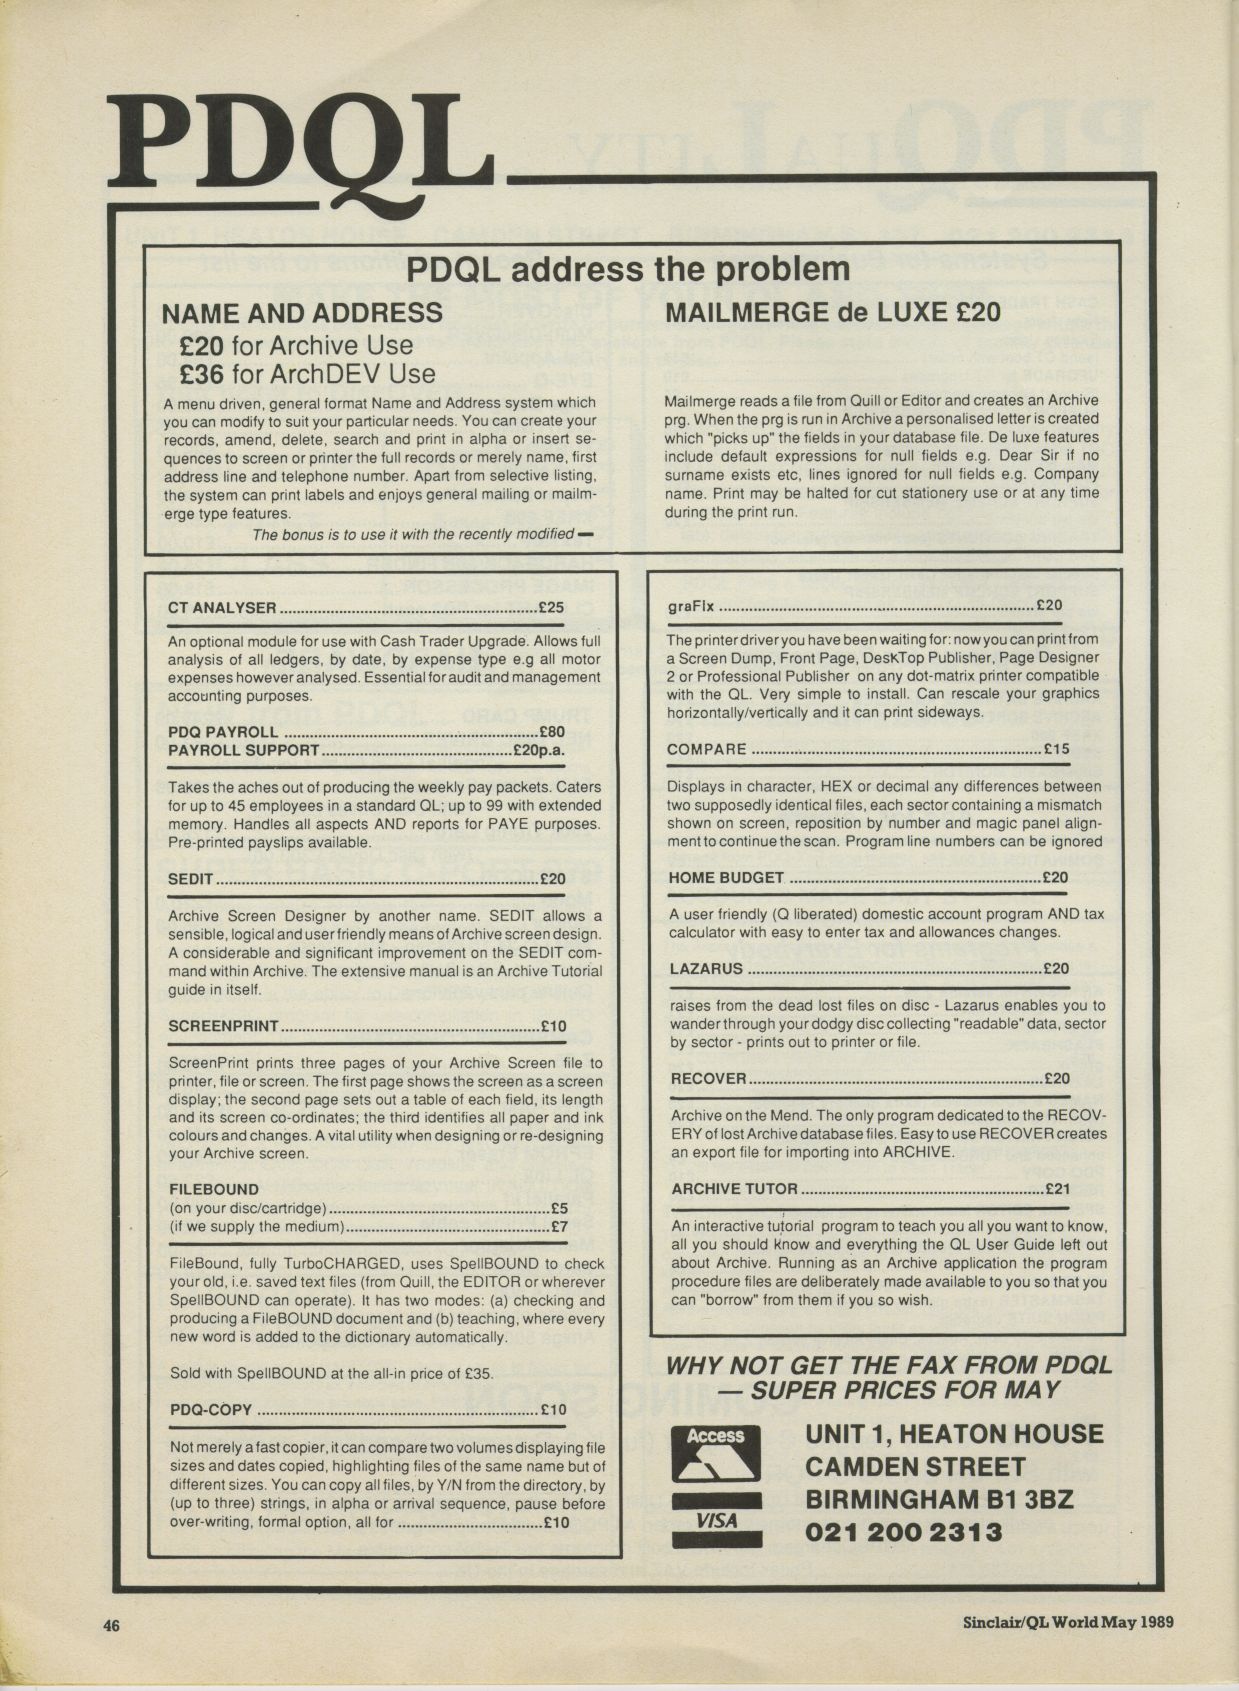 PDQL
PDQL address the problem
NAME AND ADDRESS
£20 for Archive Use
£36 for ArchDEV Use
A menu driven, general format Name and Address system which
you can modify to suit your particular needs. You can create your
records, amend, delete, search and print in alpha or insert se-
quences to screen or printer the full records or merely name, first
address line and telephone number. Apart from selective listing,
the system can print labels and enjoys general mailing or mailm-
erge type features.
The bonus is to use it with the recently modified —
MAILMERGE de LUXE £20
Mailmerge reads a file from Quill or Editor and creates an Archive
prg. When the prg is run in Archive a personalised letter is created
which "picks up" the fields in your database file. De luxe features
include default expressions for null fields e.g. Dear Sir if no
surname exists etc, lines ignored for null fields e.g. Company
name. Print may be halted for cut stationery use or at any time
during the print run.
CT ANALYSER ................................................................£25
An optional module for use with Cash Trader Upgrade. Allows full
analysis of all ledgers, by date, by expense type e.g all motor
expenses however analysed. Essential for audit and management
accounting purposes.
PDQ PAYROLL ................................................................£80
PAYROLL SUPPORT................................................£20p.a.
Takes the aches out of producing the weekly pay packets. Caters
for up to 45 employees in a standard QL; up to 99 with extended
memory. Handles all aspects AND reports for PAYE purposes.
Pre-printed payslips available.
SEDIT................................................................................£20
Archive Screen Designer by another name. SEDIT allows a
sensible, logical and user friendly means of Archive screen design.
A considerable and significant improvement on the SEDIT com-
mand within Archive. The extensive manual is an Archive Tutorial
guide in itself.
SCREENPRINT................................................................£10
ScreenPrint prints three pages of your Archive Screen file to
printer, file or screen. The first page shows the screen as a screen
display; the second page sets out a table of each field, its length
and its screen co-ordinates; the third identifies all paper and ink
colours and changes. A vital utility when designing or re-designing
your Archive screen.
FILEBOUND
(on your disc/cartridge).......................................................£5
(if we supply the medium)...................................................£7
FileBound, fully TurboCHARGED, uses SpellBOUND to check
your old, i.e. saved text files (from Quill, the EDITOR or wherever
SpellBOUND can operate). It has two modes: (a) checking and
producing a FileBOUND document and (b) teaching, where every
new word is added to the dictionary automatically.
Sold with SpellBOUND at the all-in price of £35.
PDQ-COPY ......................................................................£10
Not merely a fast copier, it can compare two volumes displaying file
sizes and dates copied, highlighting files of the same name but of
different sizes. You can copy all files, by Y/N from the directory, by
(up to three) strings, in alpha or arrival sequence, pause before
over-writing, formal option, all for ....................................£10
graFIx ..............................................................................£20
The printer driver you have been waiting for: now you can print from
a Screen Dump, Front Page, DesKTop Publisher, Page Designer
2 or Professional Publisher on any dot-matrix printer compatible
with the QL. Very simple to install. Can rescale your graphics
horizontally/vertically and it can print sideways.
COMPARE ........................................................................£15
Displays in character, HEX or decimal any differences between
two supposedly identical files, each sector containing a mismatch
shown on screen, reposition by number and magic panel align-
ment to continue the scan. Program line numbers can be ignored
HOME BUDGET ..............................................................£20
A user friendly (Q liberated) domestic account program AND tax
calculator with easy to enter tax and allowances changes.
LAZARUS .........................................................................£20
raises from the dead lost files on disc - Lazarus enables you to
wander through your dodgy disc collecting "readable" data, sector
by sector - prints out to printer or file.
RECOVER.........................................................................£20
Archive on the Mend. The only program dedicated to the RECOV-
ERY of lost Archive database files. Easy to use RECOVER creates
an export file for importing into ARCHIVE.
ARCHIVE TUTOR............................................................£21
An interactive tutorial program to teach you all you want to know,
all you should know and everything the QL User Guide left out
about Archive. Running as an Archive application the program
procedure files are deliberately made available to you so that you
can "borrow" from them if you so wish.
WHY NOT GET THE FAX FROM PDQL
— SUPER PRICES FOR MAY
Access
VISA
UNIT 1, HEATON HOUSE
CAMDEN STREET
BIRMINGHAM B1 3BZ
021 200 2313
46
Sinclair/QL World May 1989